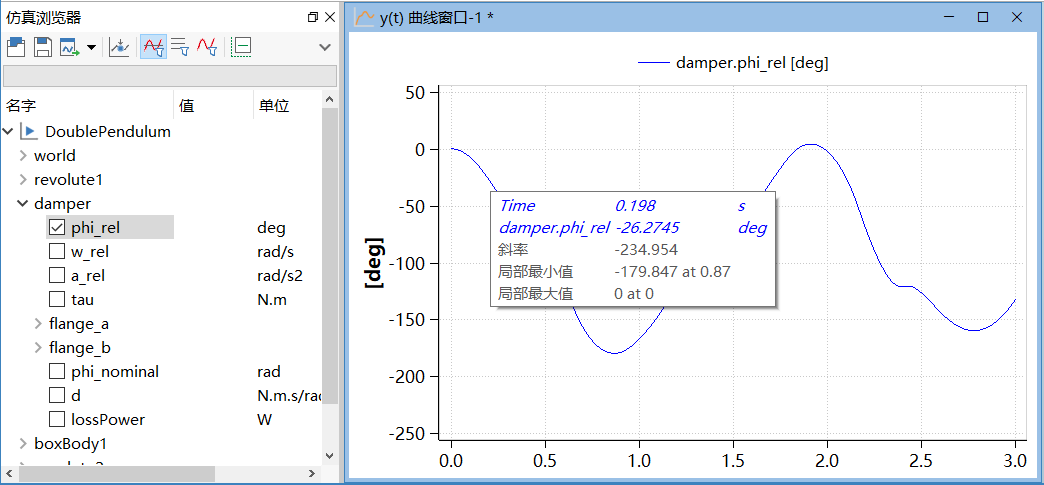 仿真浏览器
名字 值 单位
DoublePendulum
world
revolute1
damper
phi_rel deg
w_rel rad/s
a_rel rad/s2
tau N.m
flange_a
flange_b
phi_nominal rad
d N.m.s/rad
lossPower W
boxBody1
y(t) 曲线窗口-1 *
damper.phi_rel [deg]
50
0
-50
-100
-150
-200
-250
[deg]
Time 0.198 s
damper.phi_rel -26.2745 deg
斜率 -234.954
局部最小值 -179.847 at 0.87
局部最大值 0 at 0
0.0 0.5 1.0 1.5 2.0 2.5 3.0